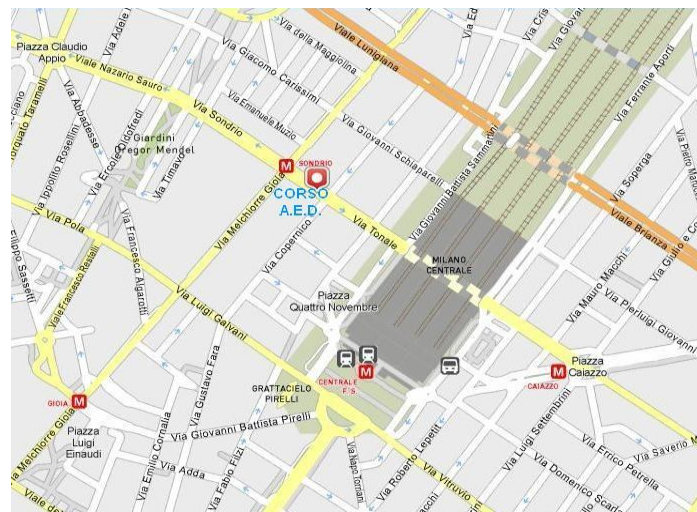 Piazza Claudio
Appio
Via Adele
Via della Maggiolina
Viale Lunigiana
Via Giovanni
Via Ferrante Aporti
Viale Nazario Sauro
Via Giacomo Carissimi
Via Emanuele Muzio
Via Sondrio
Via Giovanni Schiaparelli
Via Giovanni Battista Sammartini
Torquato Taramelli
Via Abbadesse
Via Ippolito Rosellini
Via Ercole Oldofredi
Giardini
Gregor Mendel
Via Timavo
M
SONDRIO
CORSO
A.E.D.
Via Melchiorre Gioia
Via Copernico
Via Tonale
MILANO
CENTRALE
Via Soperga
Viale Brianza
Via Pola
Via Francesco Algarotti
Viale Francesco Restelli
Via Luigi Galvani
Piazza
Quattro Novembre
Via Mauro Macchi
Via Pierluigi Giovanni
Piazza
Caiazzo
M
CAIAZZO
M
CENTRALE
F.S.
GRATTACIELO
PIRELLI
GIOIA
M
Via Gustavo Fara
Via Giovanni Battista Pirelli
Piazza
Luigi
Einaudi
Via Melchiorre Gioia
Via Emilio Cornalia
Via Adda
Via Fabio Filzi
Via Napo Torriani
Via Roberto Lepetit
Via Vitruvio
Via Luigi Settembrini
Via Errico Petrella
Via Saverio M
Via Domenico Scarla